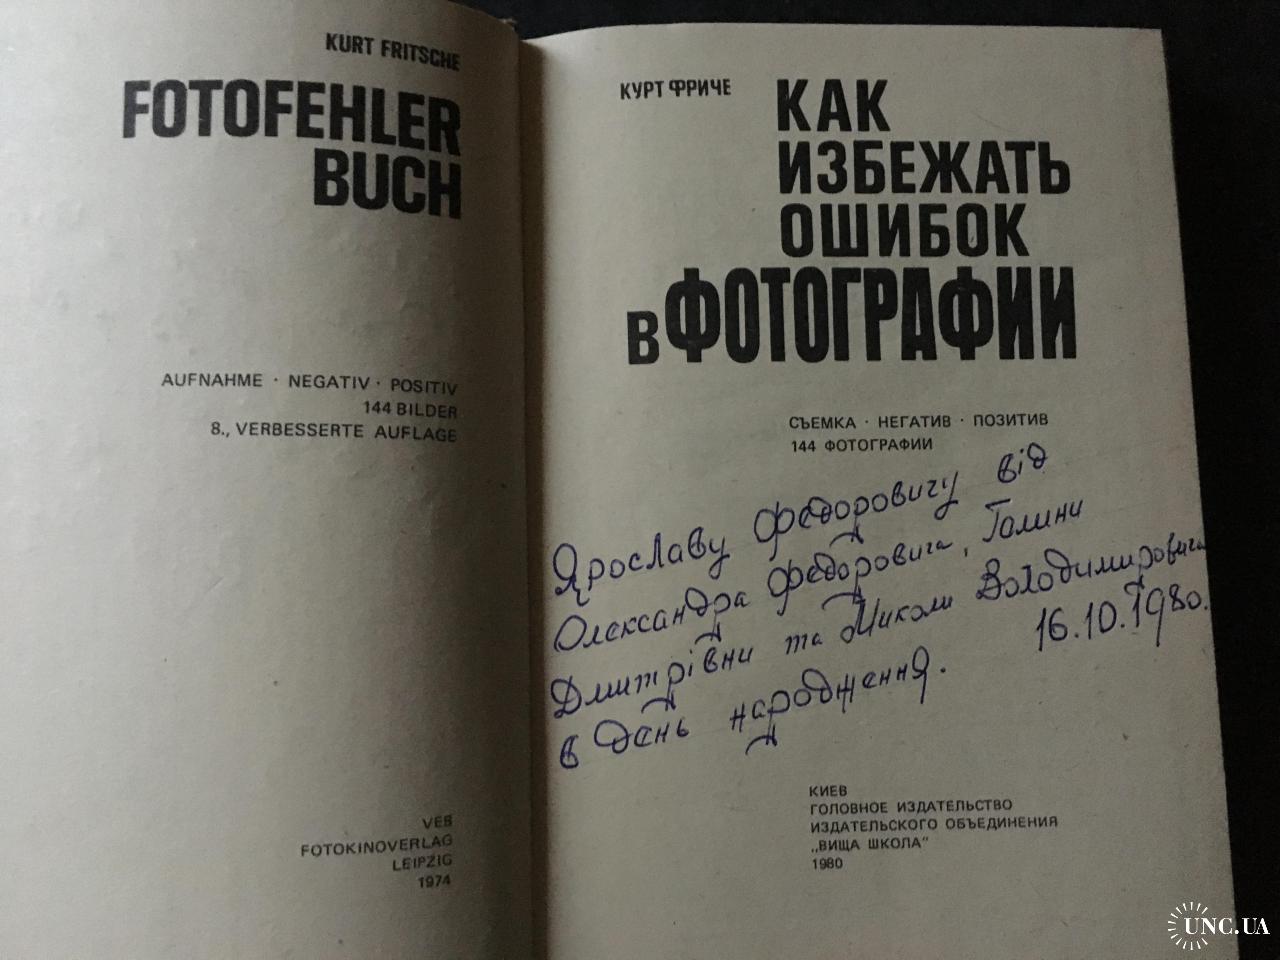 KURT FRITSCHE
FOTOFEHLER
BUCH
AUFNAHME · NEGATIV · POSITIV
144 BILDER
8., VERBESSERTE AUFLAGE
VEB
FOTOKINOVERLAG
LEIPZIG
1974
КУРТ ФРИЧЕ
КАК
ИЗБЕЖАТЬ
ОШИБОК
В ФОТОГРАФИИ
СЪЕМКА · НЕГАТИВ · ПОЗИТИВ
144 ФОТОГРАФИИ
Ярославу Федоровичу від
Олександра Федоровича, Галини
Дмитрівни та Миколи Володимировича
в день народження. 16.10.1980.
КИЕВ
ГОЛОВНОЕ ИЗДАТЕЛЬСТВО
ИЗДАТЕЛЬСКОГО ОБЪЕДИНЕНИЯ
„ВИЩА ШКОЛА"
1980
UNC.UA